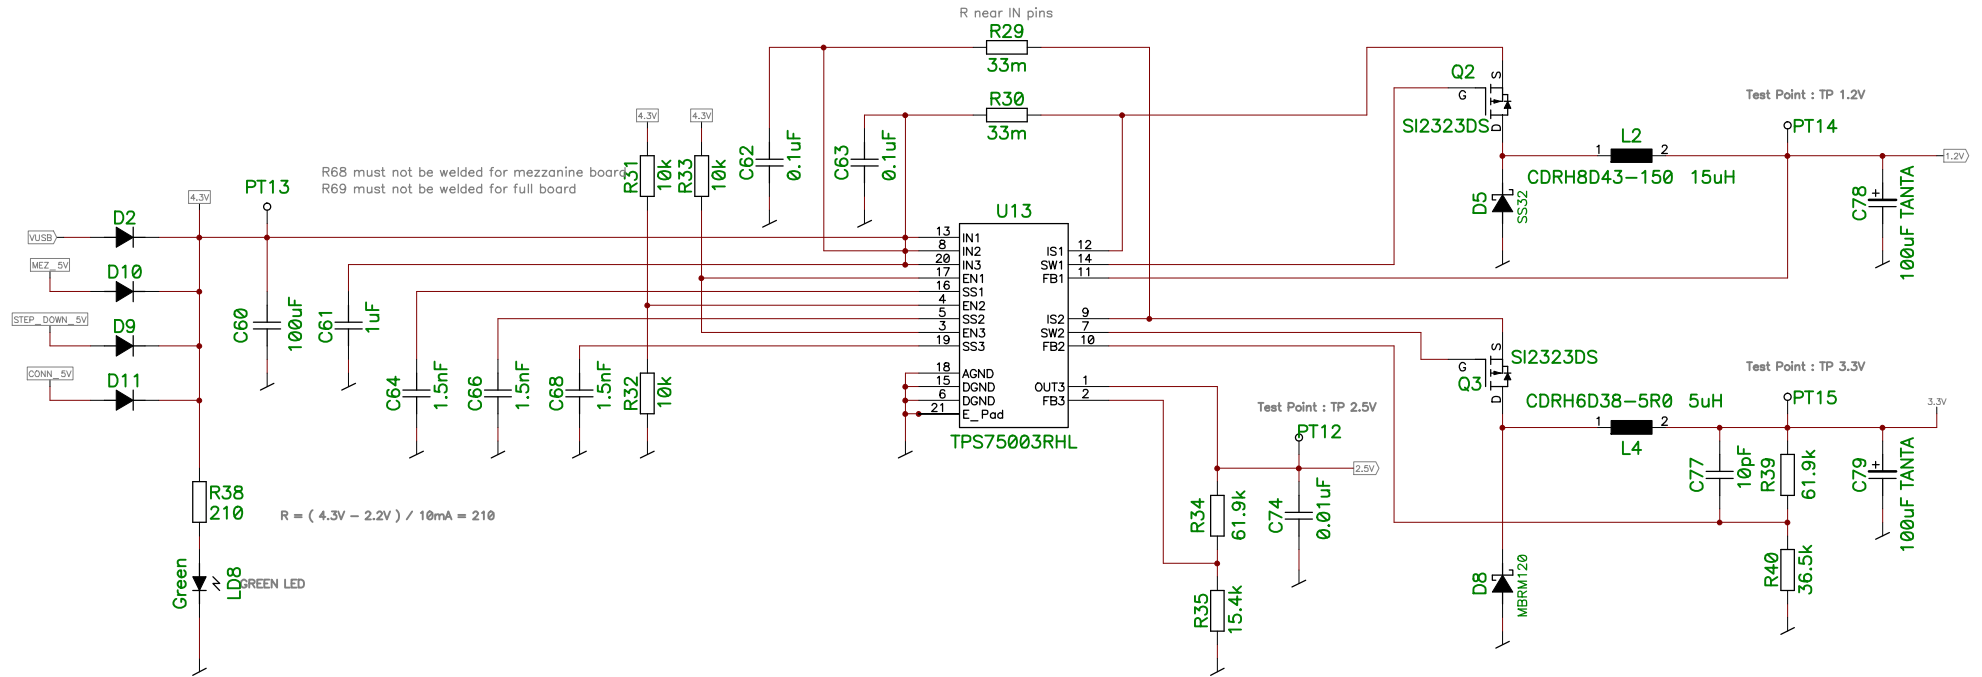 R near IN pins
R29
33m
R30
33m
Q2
S
G
D
SI2323DS
Test Point : TP 1.2V
PT14
L2
1
2
CDRH8D43-150 15uH
1.2V
D5
SS32
C78
100uF TANTA
4.3V
4.3V
R31
10k
R33
10k
C62
0.1uF
C63
0.1uF
R68 must not be welded for mezzanine board
R69 must not be welded for full board
PT13
4.3V
D2
VUSB
MEZ_5V
D10
STEP_DOWN_5V
D9
CONN_5V
D11
C60
100uF
C61
1uF
C64
1.5nF
C66
1.5nF
C68
1.5nF
R32
10k
U13
13 IN1
8 IN2
20 IN3
17 EN1
16 SS1
4 EN2
5 SS2
3 EN3
19 SS3
18 AGND
15 DGND
6 DGND
21 E_Pad
IS1 12
SW1 14
FB1 11
IS2 9
SW2 7
FB2 10
OUT3 1
FB3 2
TPS75003RHL
S
G
D
SI2323DS
Q3
CDRH6D38-5R0 5uH
1
2
L4
Test Point : TP 3.3V
PT15
3.3V
Test Point : TP 2.5V
PT12
2.5V
R34
61.9k
C74
0.01uF
R35
15.4k
C77
10pF
R39
61.9k
C79
100uF TANTA
R40
36.5k
D8
MBRM120
R38
210
R = ( 4.3V - 2.2V ) / 10mA = 210
Green
LD8
GREEN LED